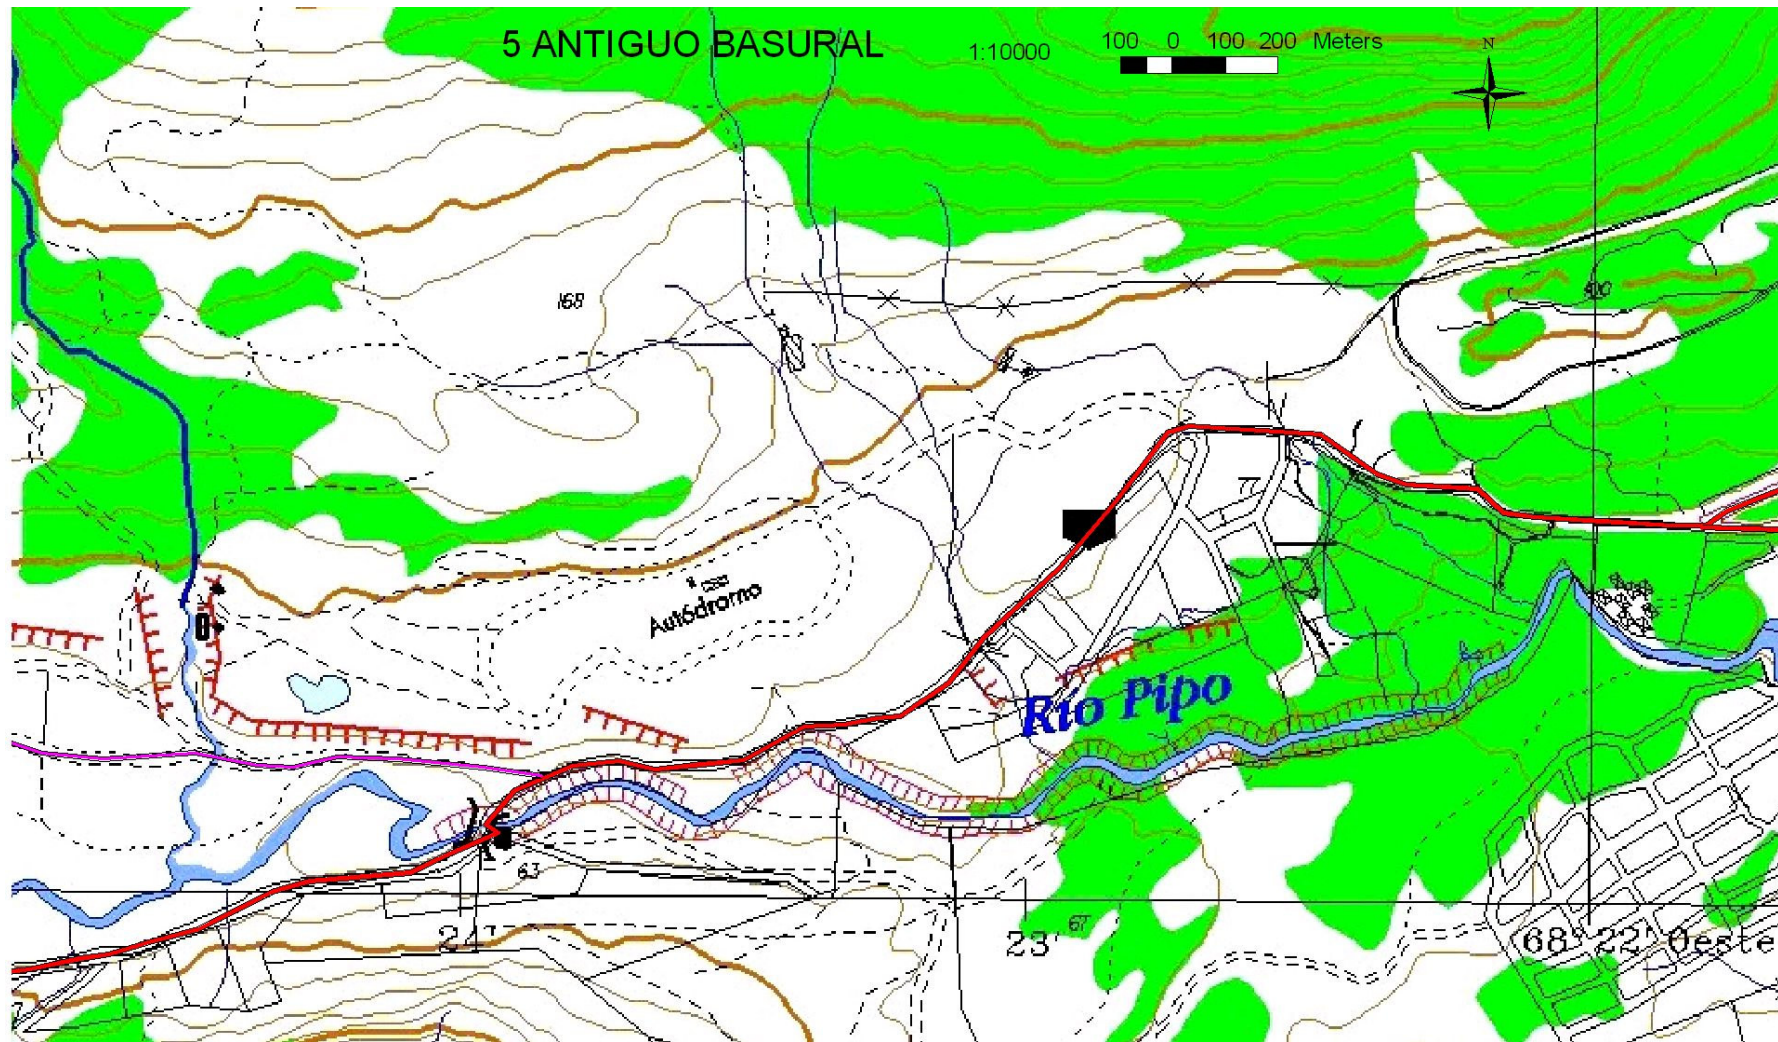 5 ANTIGUO BASURAL
1:10000
100 0 100 200 Meters
N
168
77
Autódromo
Río Pipo
63
67
24'
23'
68° 22' Oeste